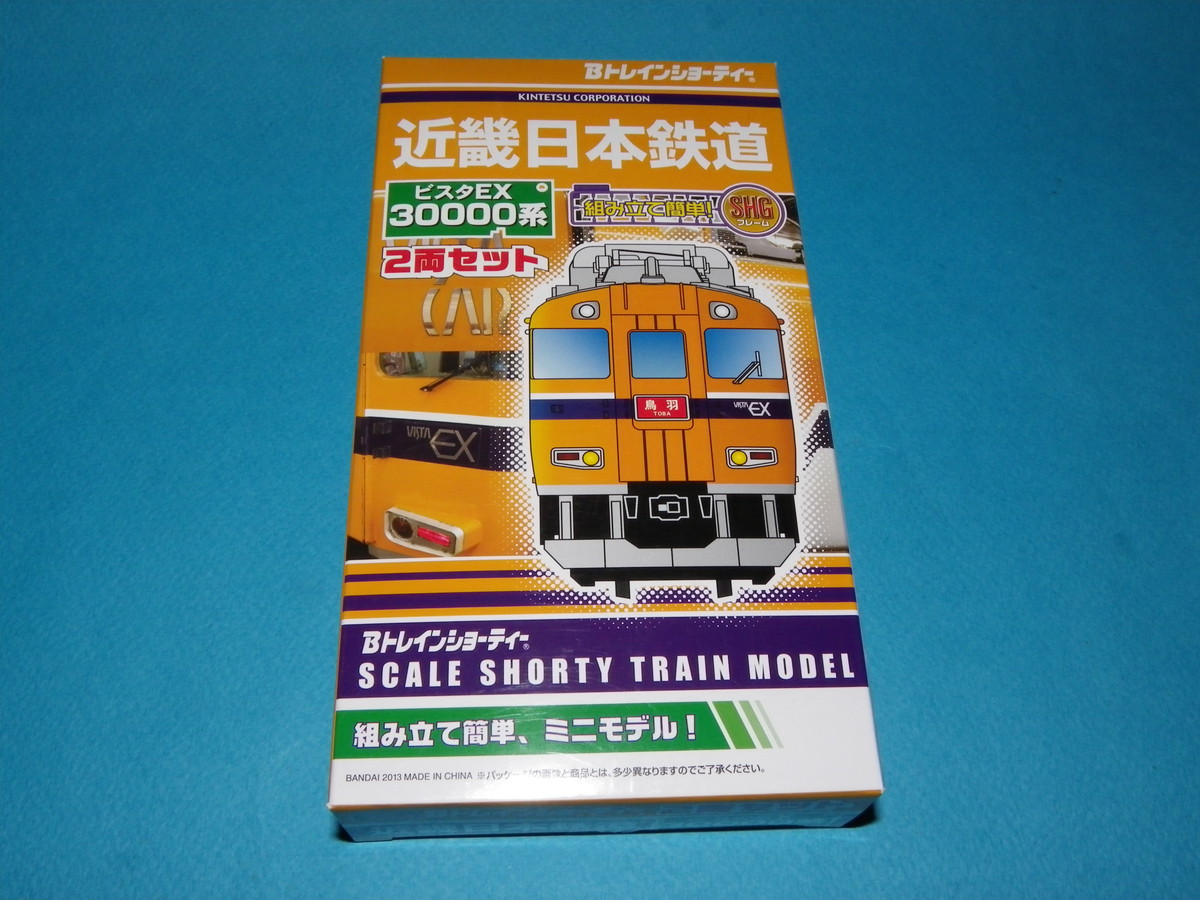 Bトレインショーティー®
KINTETSU CORPORATION
近畿日本鉄道
ビスタEX
30000系
組み立て簡単!
SHG
フレーム
2両セット
鳥羽
TOBA
VISTA EX
VISTA EX
Bトレインショーティー®
SCALE SHORTY TRAIN MODEL
組み立て簡単、ミニモデル!
BANDAI 2013 MADE IN CHINA ※パッケージの画像と商品とは、多少異なりますのでご了承ください。